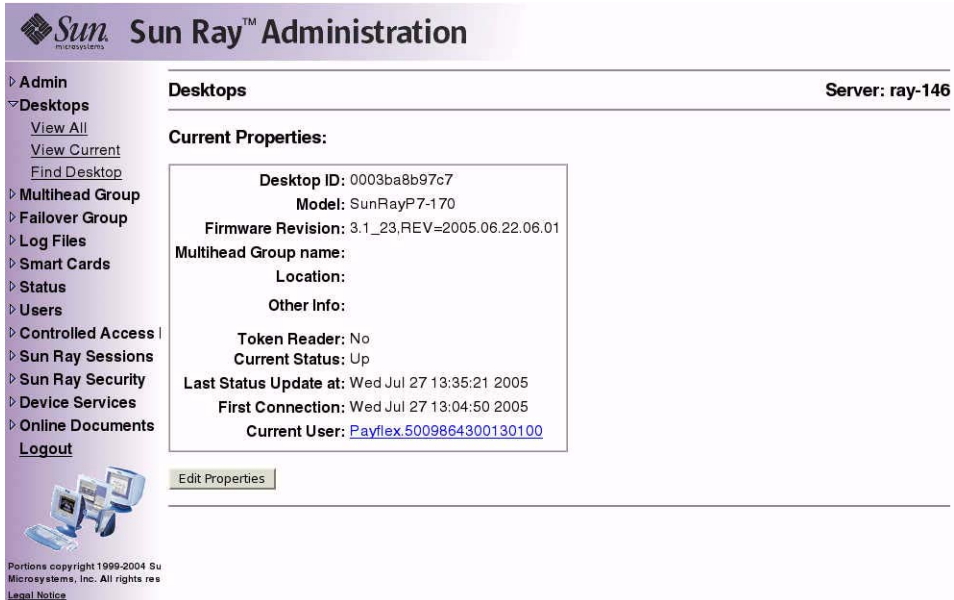 Sun
microsystems
Sun Ray™ Administration
Admin
Desktops
View All
View Current
Find Desktop
Multihead Group
Failover Group
Log Files
Smart Cards
Status
Users
Controlled Access
Sun Ray Sessions
Sun Ray Security
Device Services
Online Documents
Logout
Portions copyright 1999-2004 Su
Microsystems, Inc. All rights res
Legal Notice
Desktops
Server: ray-146
Current Properties:
Desktop ID: 0003ba8b97c7
Model: SunRayP7-170
Firmware Revision: 3.1_23,REV=2005.06.22.06.01
Multihead Group name:
Location:
Other Info:
Token Reader: No
Current Status: Up
Last Status Update at: Wed Jul 27 13:35:21 2005
First Connection: Wed Jul 27 13:04:50 2005
Current User: Payflex.5009864300130100
Edit Properties